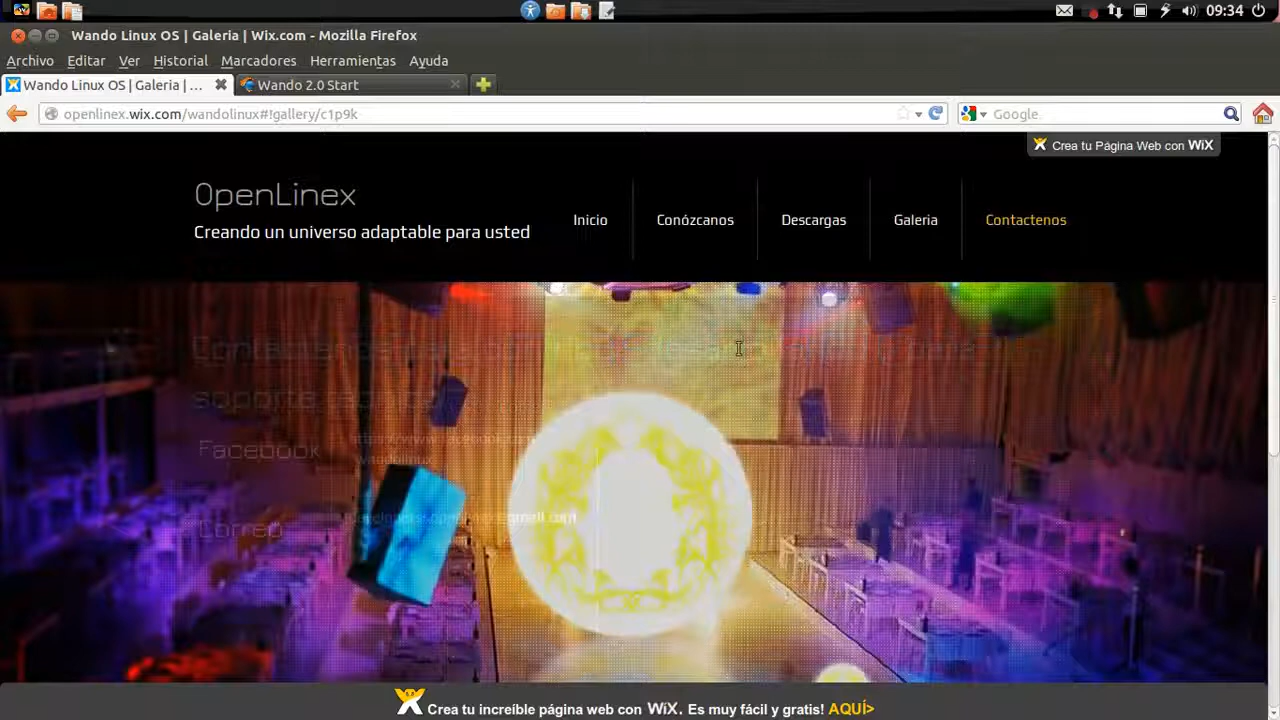 09:34
Wando Linux OS | Galeria | Wix.com - Mozilla Firefox
Archivo Editar Ver Historial Marcadores Herramientas Ayuda
Wando Linux OS | Galeria | ... Wando 2.0 Start
openlinex.wix.com/wandolinux#!gallery/c1p9k Google
Crea tu Página Web con WiX
OpenLinex
Creando un universo adaptable para usted
Inicio Conózcanos Descargas Galeria Contactenos
soporte
Facebook
Correo
Crea tu increíble página web con WiX. Es muy fácil y gratis! AQUÍ>